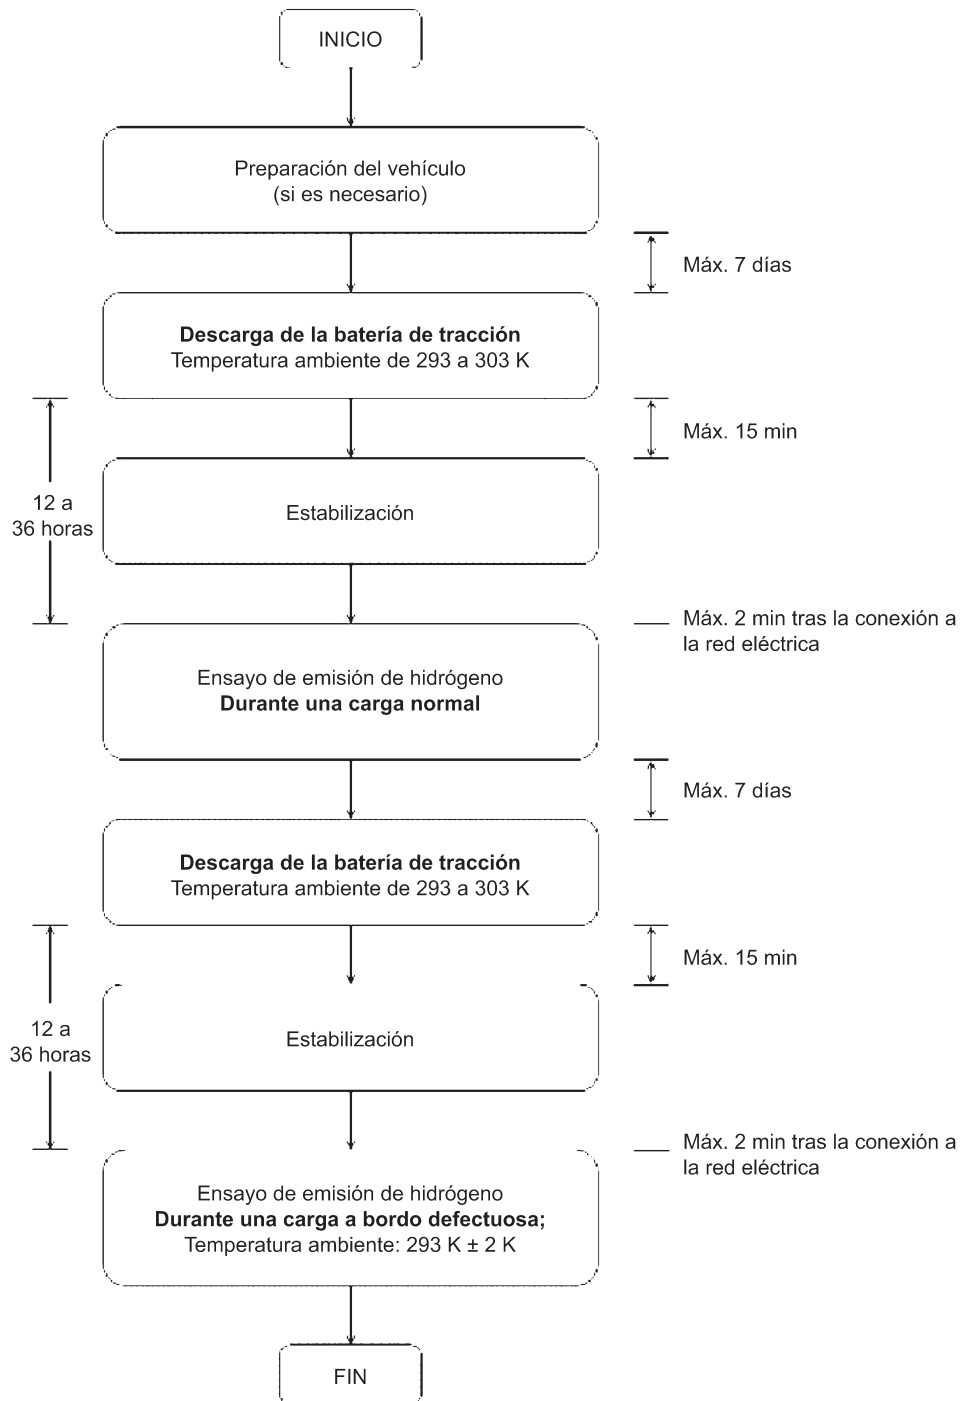 INICIO
Preparación del vehículo
(si es necesario)
Máx. 7 días
Descarga de la batería de tracción
Temperatura ambiente de 293 a 303 K
Máx. 15 min
12 a
36 horas
Estabilización
Máx. 2 min tras la conexión a
la red eléctrica
Ensayo de emisión de hidrógeno
Durante una carga normal
Máx. 7 días
Descarga de la batería de tracción
Temperatura ambiente de 293 a 303 K
Máx. 15 min
12 a
36 horas
Estabilización
Máx. 2 min tras la conexión a
la red eléctrica
Ensayo de emisión de hidrógeno
Durante una carga a bordo defectuosa;
Temperatura ambiente: 293 K ± 2 K
FIN